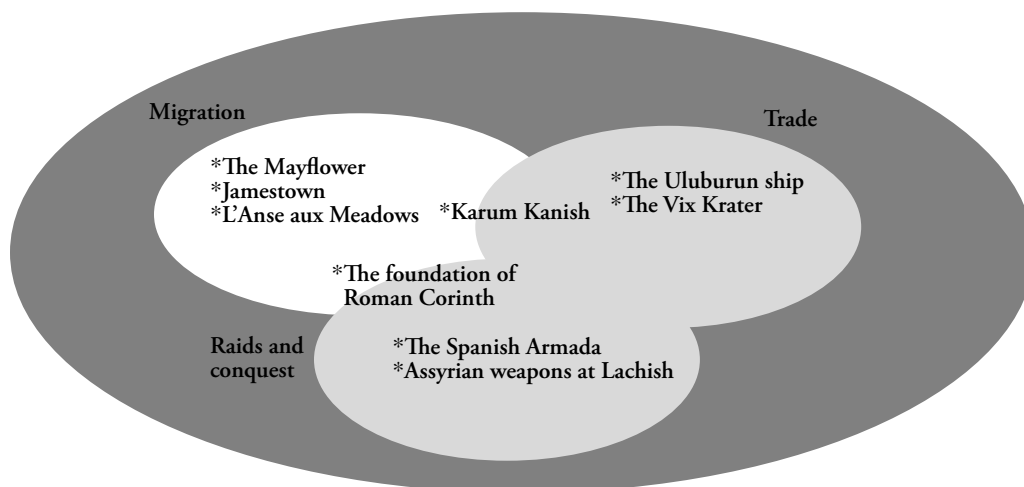 Migration
Trade
*The Mayflower
*Jamestown
*L'Anse aux Meadows
*Karum Kanish
*The Uluburun ship
*The Vix Krater
*The foundation of
Roman Corinth
Raids and
conquest
*The Spanish Armada
*Assyrian weapons at Lachish